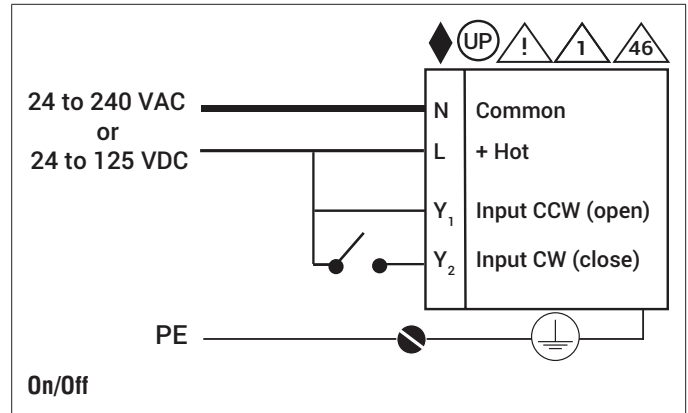 UP ! 1 46
24 to 240 VAC
or
24 to 125 VDC
N Common
L + Hot
Y1 Input CCW (open)
Y2 Input CW (close)
PE
On/Off